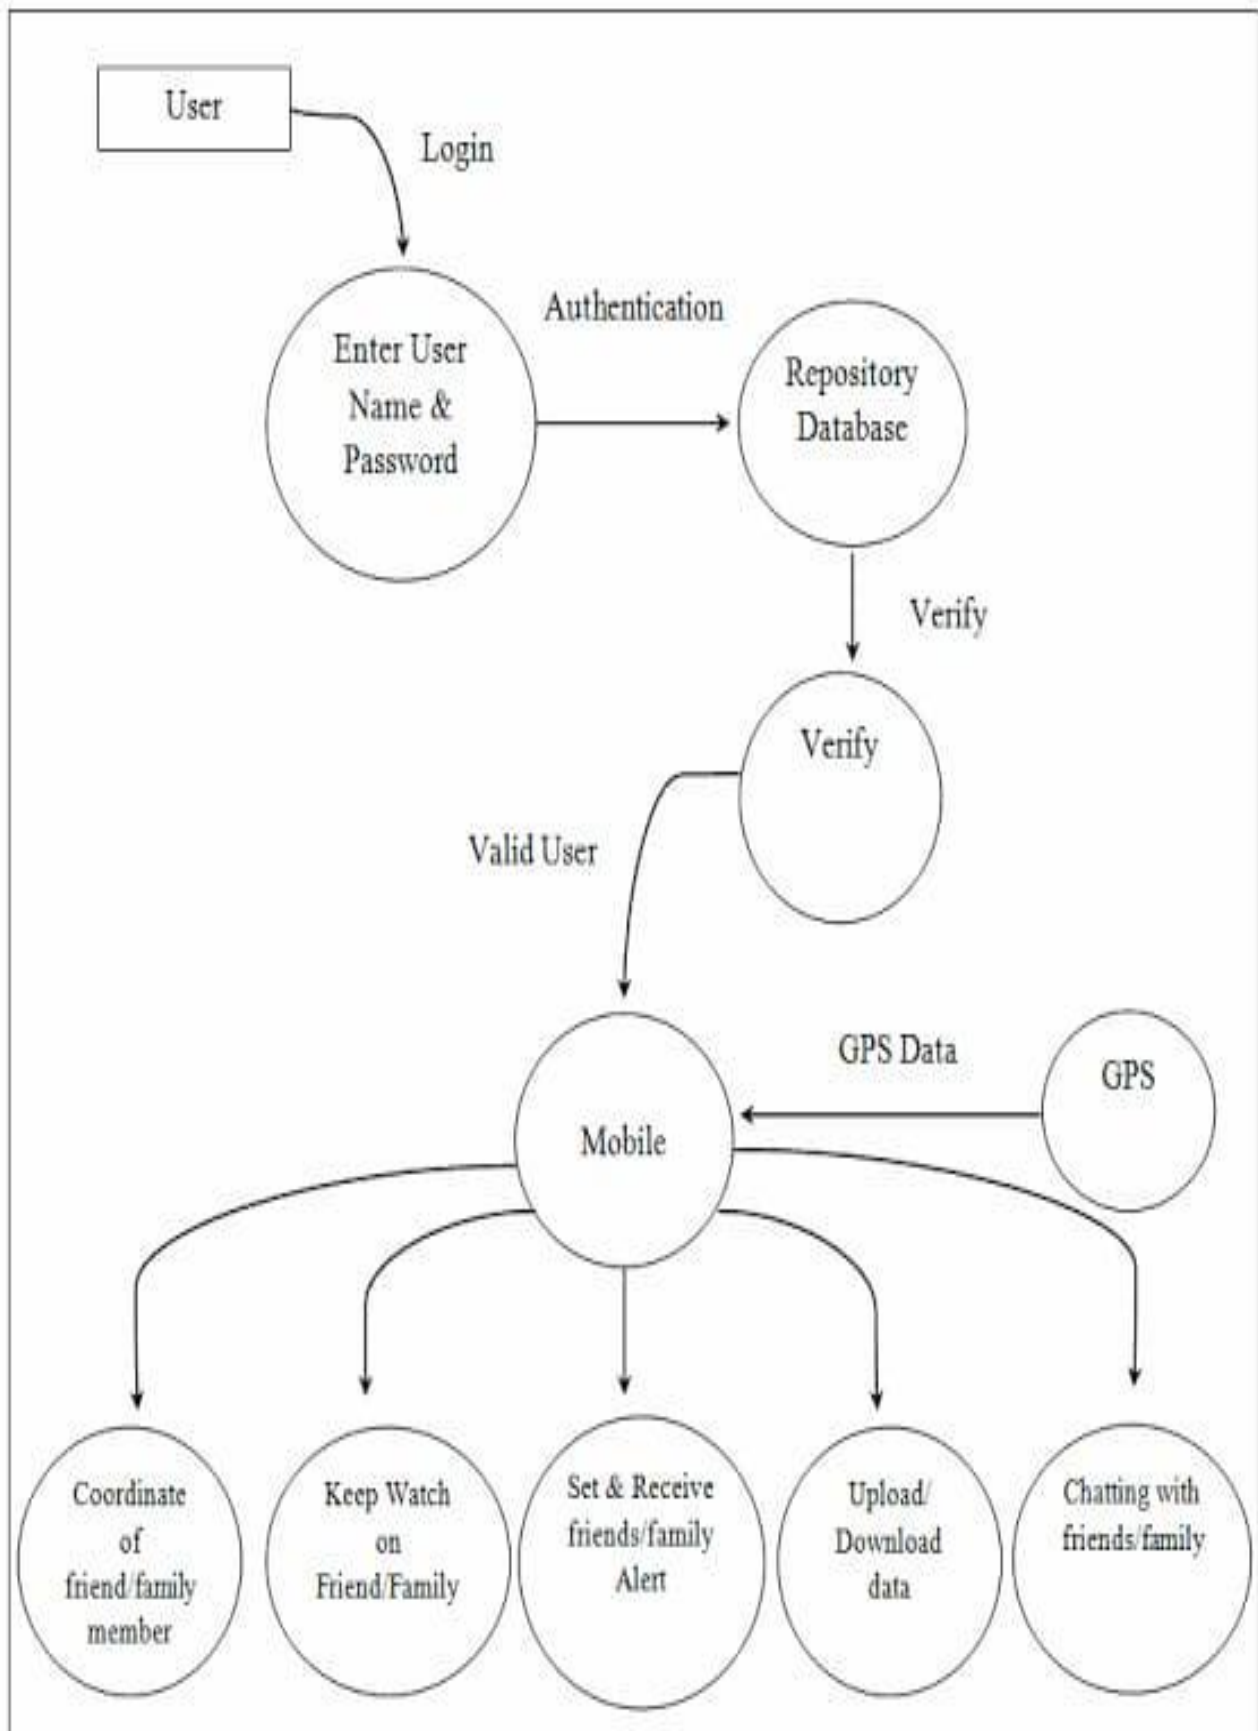 User
Login
Authentication
Enter User
Name &
Password
Repository
Database
Verify
Verify
Valid User
GPS Data
GPS
Mobile
Coordinate
of
friend/family
member
Keep Watch
on
Friend/Family
Set & Receive
friends/family
Alert
Upload/
Download
data
Chatting with
friends/family